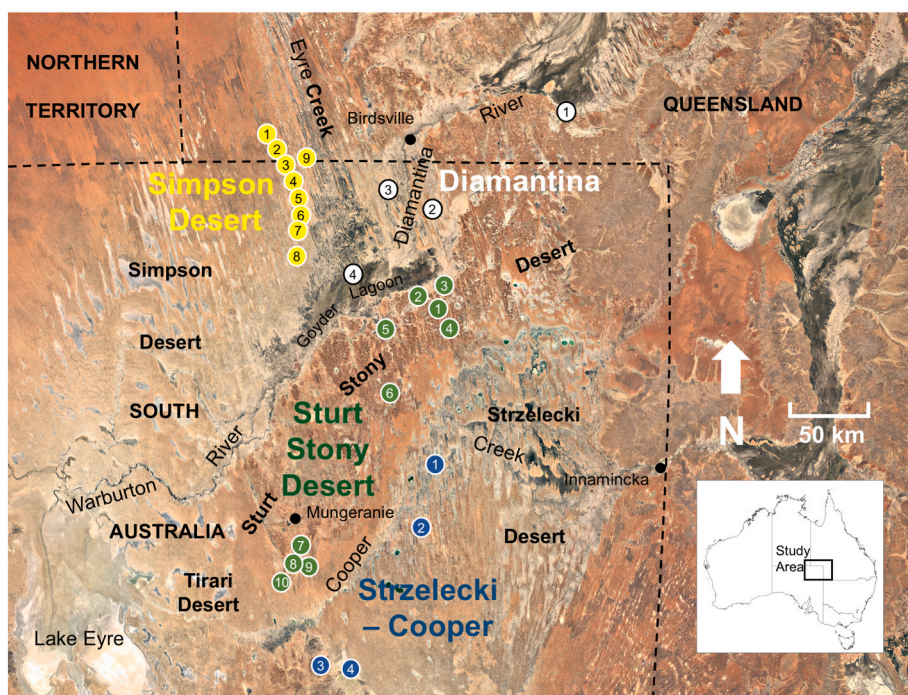 NORTHERN
TERRITORY
Eyre Creek
Birdsville
River
1
QUEENSLAND
1
2
3
9
4
5
6
7
8
Simpson
Desert
3
Diamantina
2
Diamantina
Simpson
Desert
4
Goyder Lagoon
Desert
3
2
1
5
4
Stony
6
SOUTH
Sturt
Stony
Desert
Strzelecki
Creek
Desert
1
2
Innamincka
N
50 km
River
Warburton
Sturt
Mungeranie
AUSTRALIA
7
8
9
10
Cooper
Tirari
Desert
Strzelecki
– Cooper
Lake Eyre
3
4
Study
Area